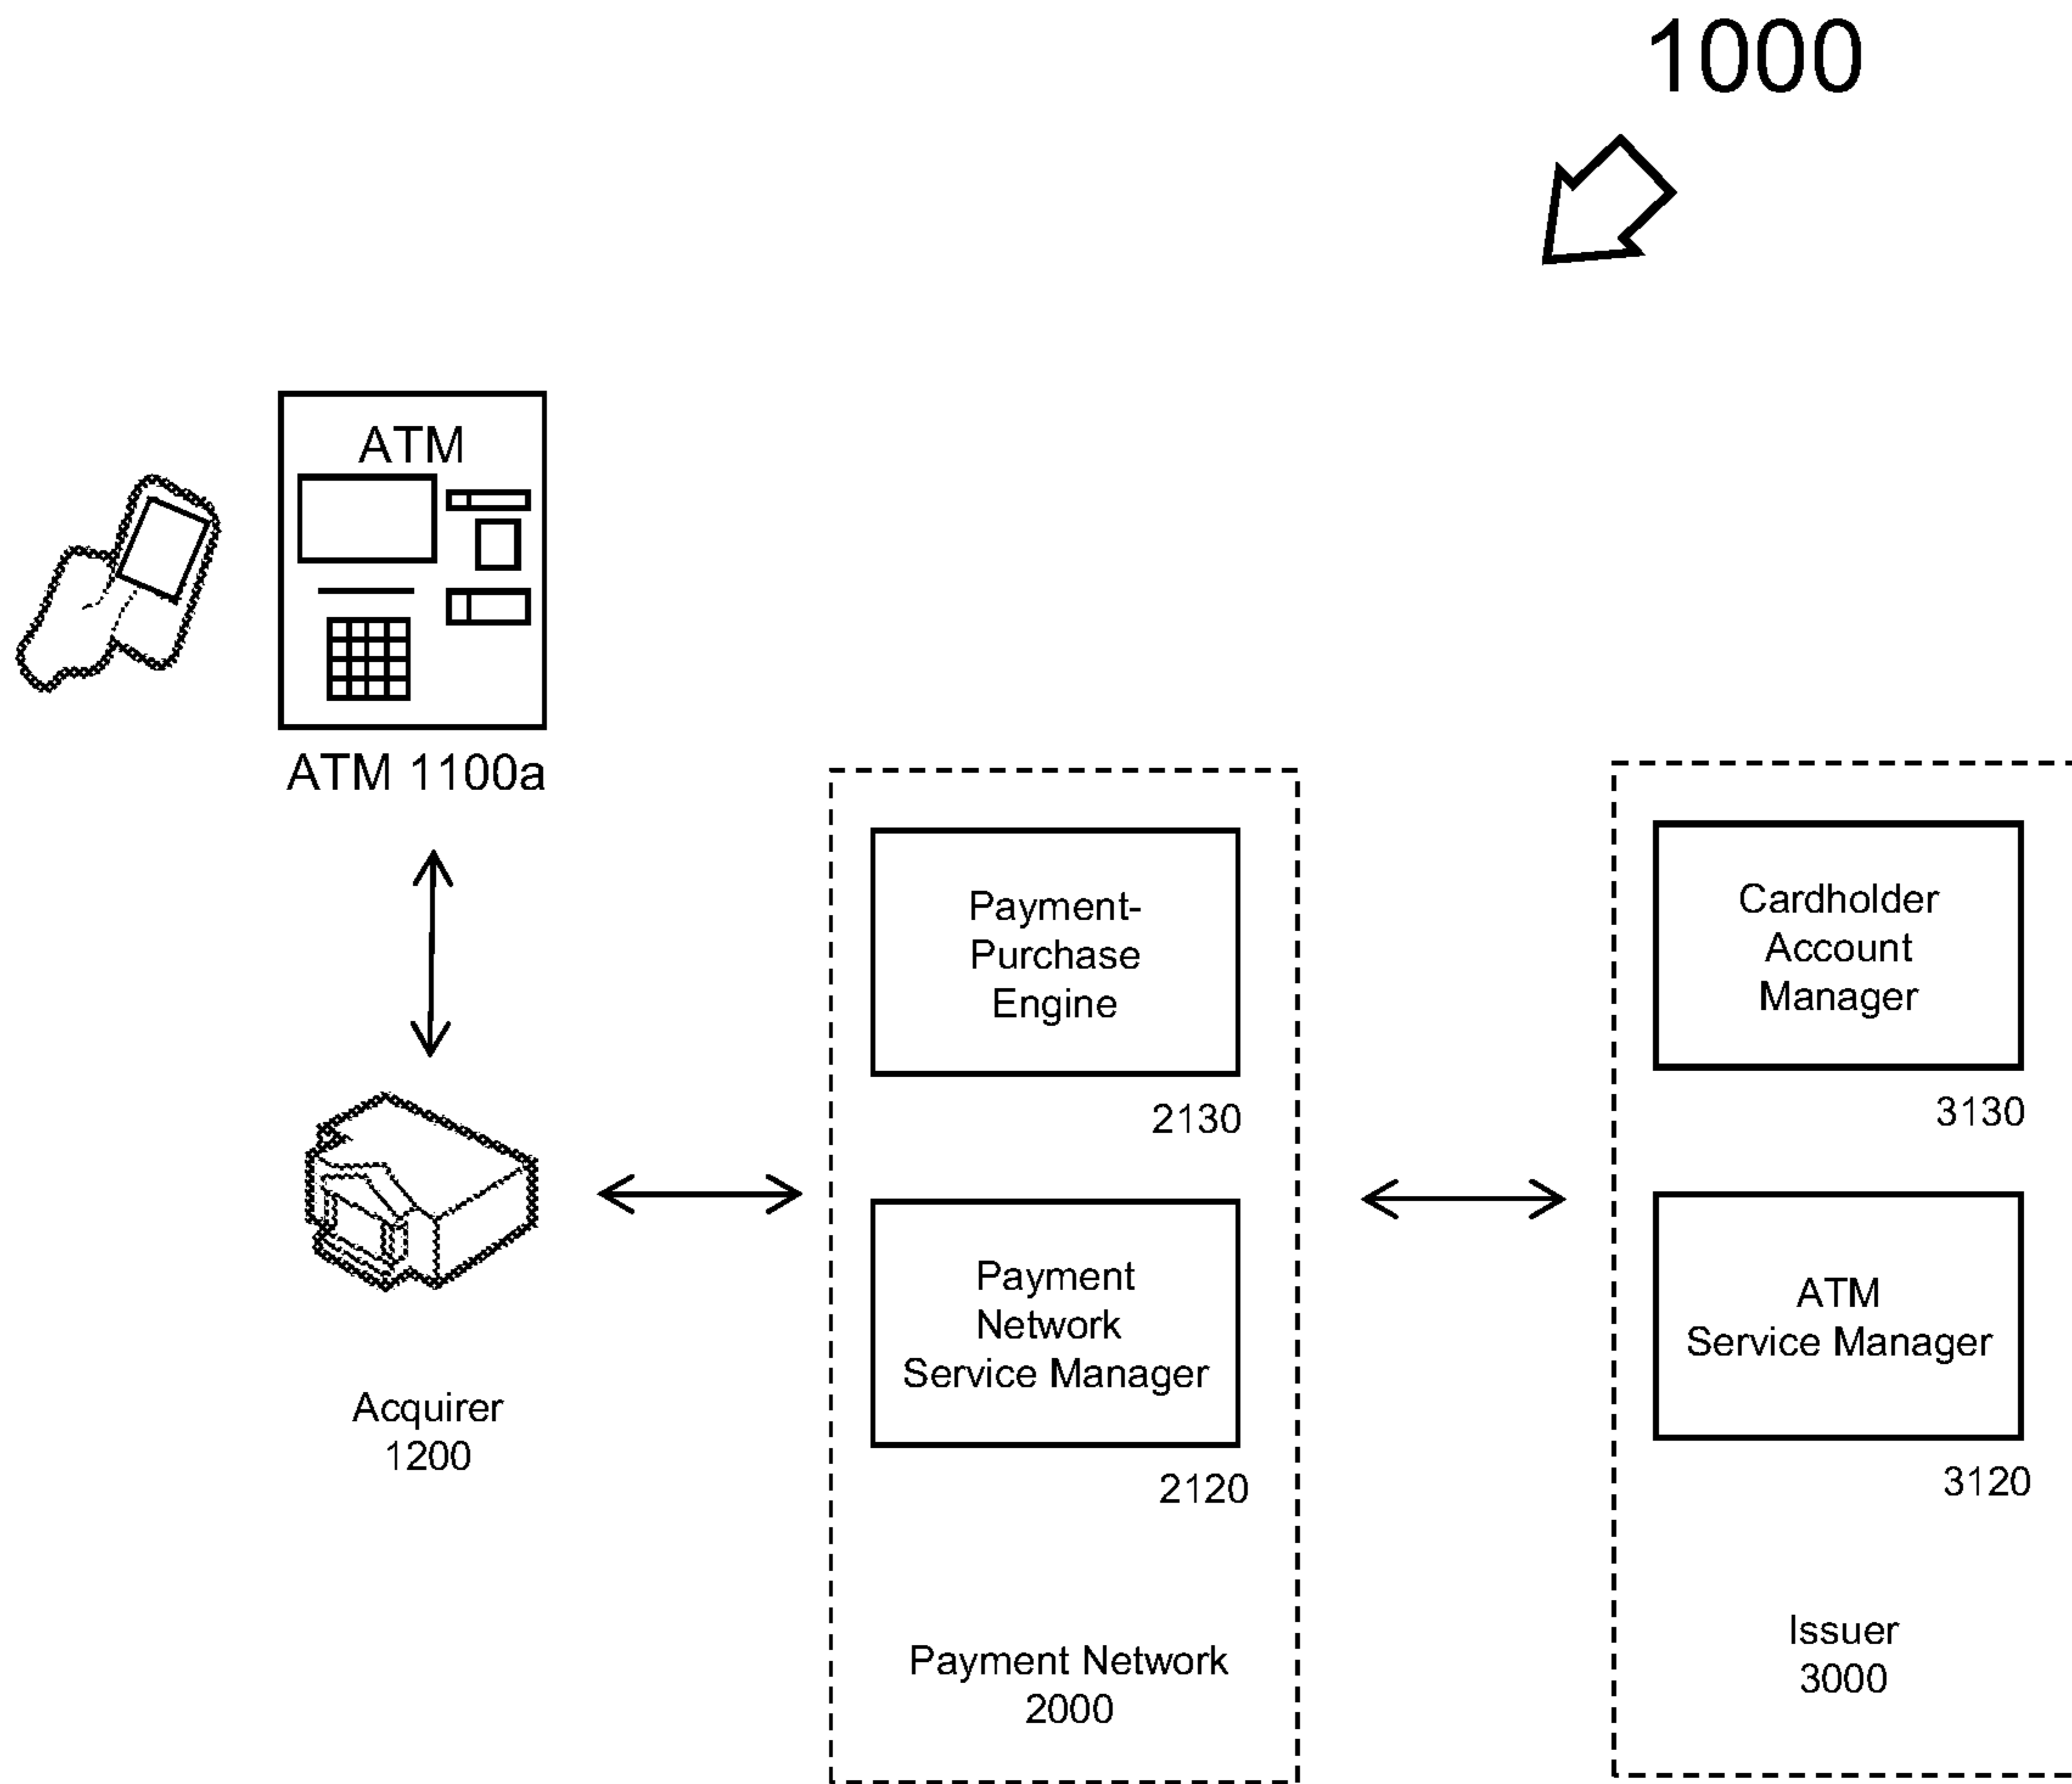 1000
ATM
ATM 1100a
Payment-
Purchase
Engine
2130
Cardholder
Account
Manager
3130
Acquirer
1200
Payment
Network
Service Manager
2120
ATM
Service Manager
3120
Payment Network
2000
Issuer
3000